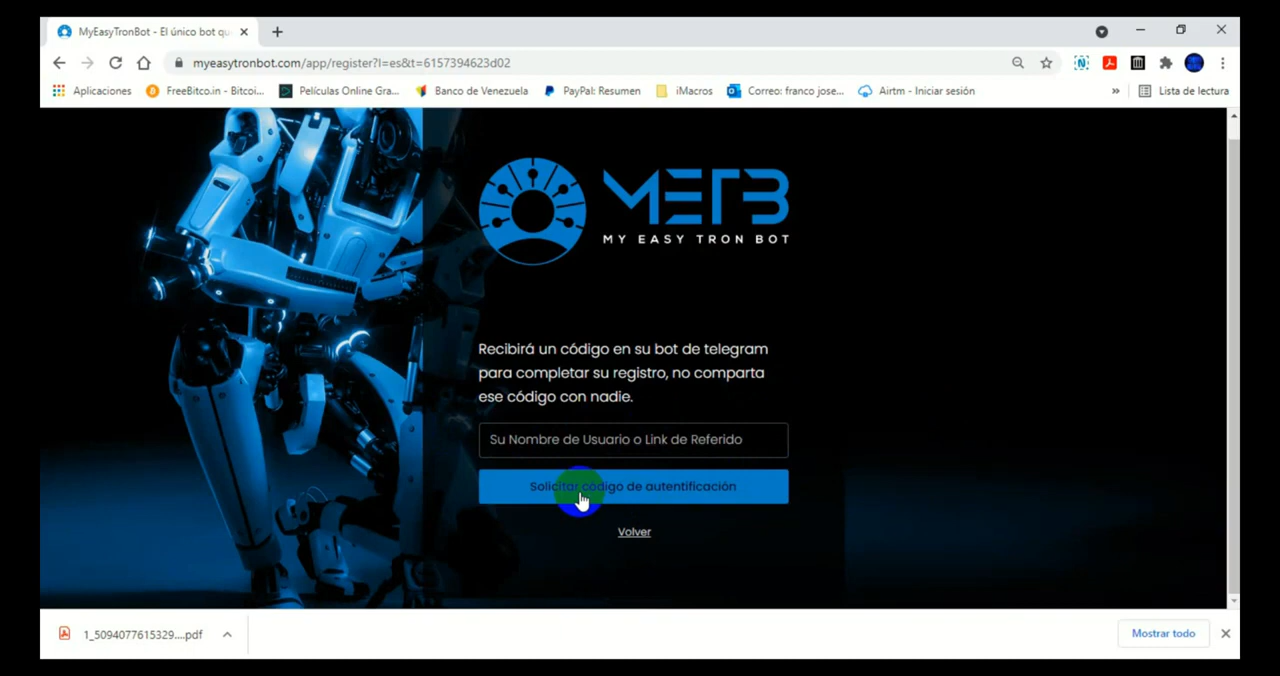 MyEasyTronBot - El único bot qu
myeasytronbot.com/app/register?l=es&t=6157394623d02
Aplicaciones
FreeBitco.in - Bitcoi...
Películas Online Gra...
Banco de Venezuela
PayPal: Resumen
iMacros
Correo: franco jose...
Airtm - Iniciar sesión
»
Lista de lectura
METB
MY EASY TRON BOT
Recibirá un código en su bot de telegram
para completar su registro, no comparta
ese código con nadie.
Su Nombre de Usuario o Link de Referido
Solicitar código de autentificación
Volver
1_5094077615329....pdf
Mostrar todo